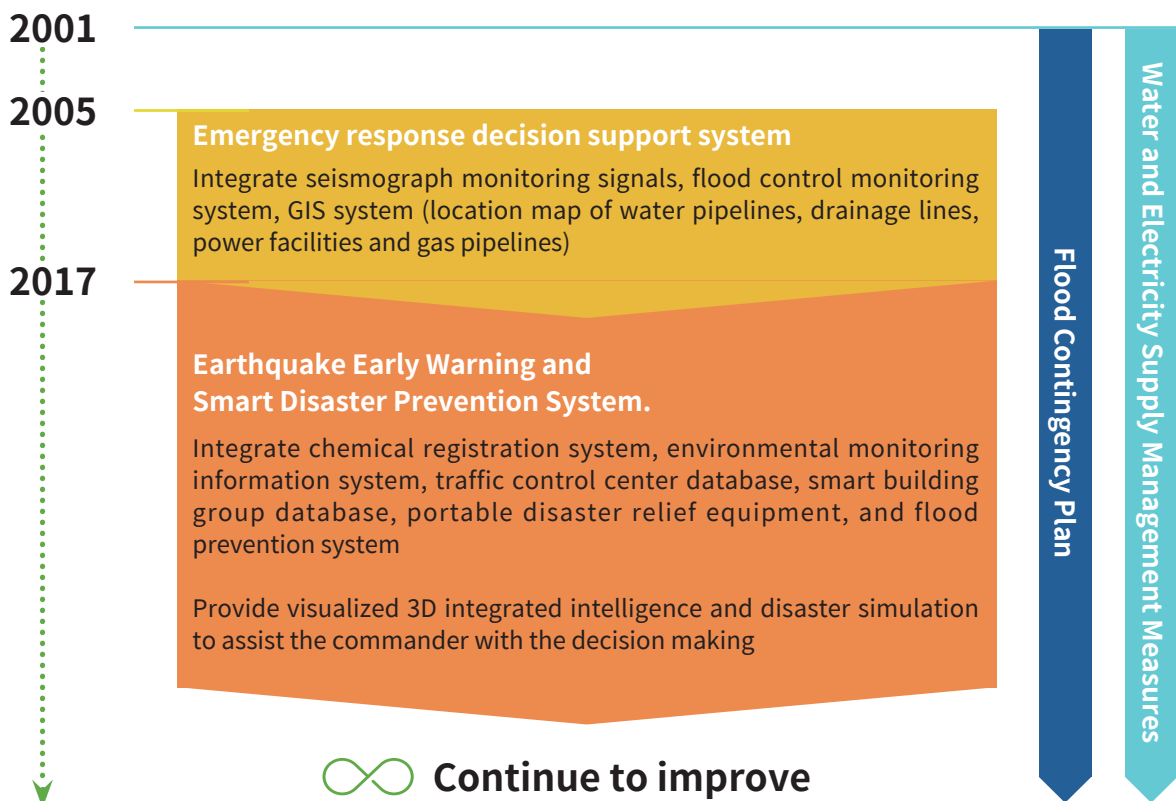 2001
2005
Emergency response decision support system
Integrate seismograph monitoring signals, flood control monitoring
system, GIS system (location map of water pipelines, drainage lines,
power facilities and gas pipelines)
2017
Earthquake Early Warning and
Smart Disaster Prevention System.
Integrate chemical registration system, environmental monitoring
information system, traffic control center database, smart building
group database, portable disaster relief equipment, and flood
prevention system
Provide visualized 3D integrated intelligence and disaster simulation
to assist the commander with the decision making
Continue to improve
Flood Contingency Plan
Water and Electricity Supply Management Measures